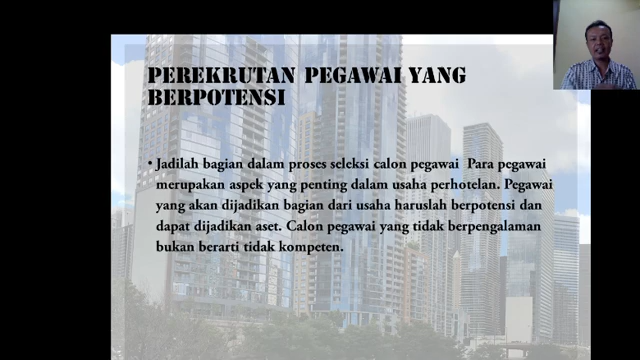 PEREKRUTAN PEGAWAI YANG
BERPOTENSI
• Jadilah bagian dalam proses seleksi calon pegawai Para pegawai
merupakan aspek yang penting dalam usaha perhotelan. Pegawai
yang akan dijadikan bagian dari usaha haruslah berpotensi dan
dapat dijadikan aset. Calon pegawai yang tidak berpengalaman
bukan berarti tidak kompeten.